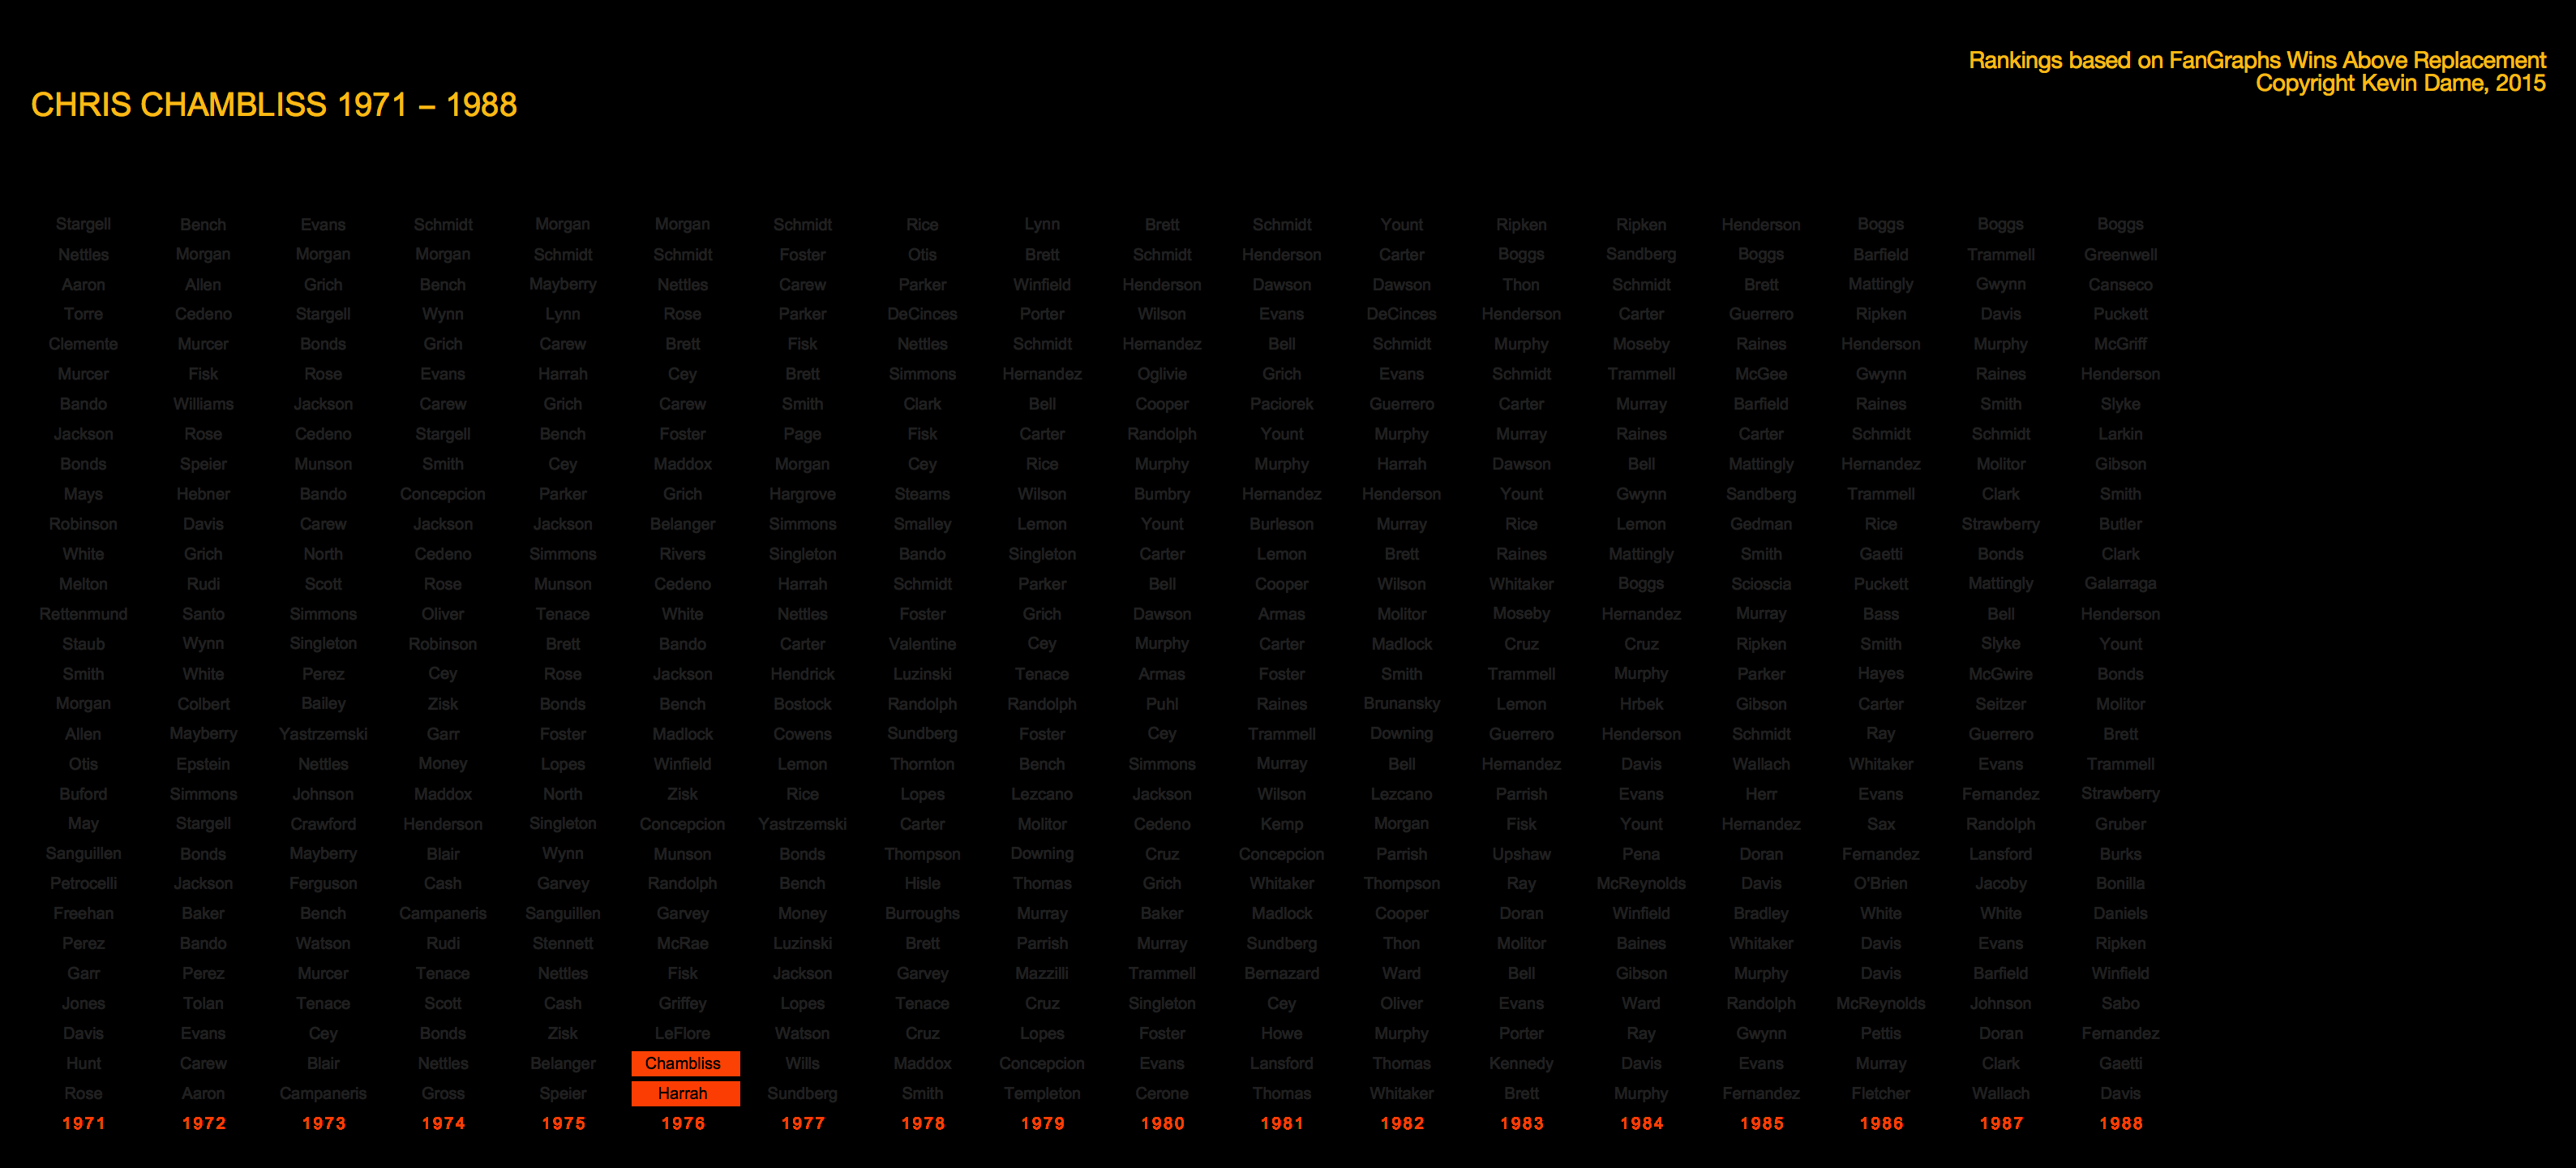 Rankings based on FanGraphs Wins Above Replacement
Copyright Kevin Dame, 2015
CHRIS CHAMBLISS 1971 – 1988
Stargell Bench Evans Schmidt Morgan Morgan Schmidt Rice Lynn Brett Schmidt Yount Ripken Ripken Henderson Boggs Boggs Boggs
Nettles Morgan Morgan Morgan Schmidt Schmidt Foster Otis Brett Schmidt Henderson Carter Boggs Sandberg Boggs Barfield Trammell Greenwell
Aaron Allen Grich Bench Mayberry Nettles Carew Parker Winfield Henderson Dawson Dawson Thon Schmidt Brett Mattingly Gwynn Canseco
Torre Cedeno Stargell Wynn Lynn Rose Parker DeCinces Porter Wilson Evans DeCinces Henderson Carter Guerrero Ripken Davis Puckett
Clemente Murcer Bonds Grich Carew Brett Fisk Nettles Schmidt Hernandez Bell Schmidt Murphy Moseby Raines Henderson Murphy McGriff
Murcer Fisk Rose Evans Harrah Cey Brett Simmons Hernandez Oglivie Grich Evans Schmidt Trammell McGee Gwynn Raines Henderson
Bando Williams Jackson Carew Grich Carew Smith Clark Bell Cooper Paciorek Guerrero Carter Murray Barfield Raines Smith Slyke
Jackson Rose Cedeno Stargell Bench Foster Page Fisk Carter Randolph Yount Murphy Murray Raines Carter Schmidt Schmidt Larkin
Bonds Speier Munson Smith Cey Maddox Morgan Cey Rice Murphy Murphy Harrah Dawson Bell Mattingly Hernandez Molitor Gibson
Mays Hebner Bando Concepcion Parker Grich Hargrove Stearns Wilson Bumbry Hernandez Henderson Yount Gwynn Sandberg Trammell Clark Smith
Robinson Davis Carew Jackson Jackson Belanger Simmons Smalley Lemon Yount Burleson Murray Rice Lemon Gedman Rice Strawberry Butler
White Grich North Cedeno Simmons Rivers Singleton Bando Singleton Carter Lemon Brett Raines Mattingly Smith Gaetti Bonds Clark
Melton Rudi Scott Rose Munson Cedeno Harrah Schmidt Parker Bell Cooper Wilson Whitaker Boggs Scioscia Puckett Mattingly Galarraga
Rettenmund Santo Simmons Oliver Tenace White Nettles Foster Grich Dawson Armas Molitor Moseby Hernandez Murray Bass Bell Henderson
Staub Wynn Singleton Robinson Brett Bando Carter Valentine Cey Murphy Carter Madlock Cruz Cruz Ripken Smith Slyke Yount
Smith White Perez Cey Rose Jackson Hendrick Luzinski Tenace Armas Foster Smith Trammell Murphy Parker Hayes McGwire Bonds
Morgan Colbert Bailey Zisk Bonds Bench Bostock Randolph Randolph Puhl Raines Brunansky Lemon Hrbek Gibson Carter Seitzer Molitor
Allen Mayberry Yastrzemski Garr Foster Madlock Cowens Sundberg Foster Cey Trammell Downing Guerrero Henderson Schmidt Ray Guerrero Brett
Otis Epstein Nettles Money Lopes Winfield Lemon Thornton Bench Simmons Murray Bell Hernandez Davis Wallach Whitaker Evans Trammell
Buford Simmons Johnson Maddox North Zisk Rice Lopes Lezcano Jackson Wilson Lezcano Parrish Evans Herr Evans Fernandez Strawberry
May Stargell Crawford Henderson Singleton Concepcion Yastrzemski Carter Molitor Cedeno Kemp Morgan Fisk Yount Hernandez Sax Randolph Gruber
Sanguillen Bonds Mayberry Blair Wynn Munson Bonds Thompson Downing Cruz Concepcion Parrish Upshaw Pena Doran Fernandez Lansford Burks
Petrocelli Jackson Ferguson Cash Garvey Randolph Bench Hisle Thomas Grich Whitaker Thompson Ray McReynolds Davis O'Brien Jacoby Bonilla
Freehan Baker Bench Campaneris Sanguillen Garvey Money Burroughs Murray Baker Madlock Cooper Doran Winfield Bradley White White Daniels
Perez Bando Watson Rudi Stennett McRae Luzinski Brett Parrish Murray Sundberg Thon Molitor Baines Whitaker Davis Evans Ripken
Garr Perez Murcer Tenace Nettles Fisk Jackson Garvey Mazzilli Trammell Bernazard Ward Bell Gibson Murphy Davis Barfield Winfield
Jones Tolan Tenace Scott Cash Griffey Lopes Tenace Cruz Singleton Cey Oliver Evans Ward Randolph McReynolds Johnson Sabo
Davis Evans Cey Bonds Zisk LeFlore Watson Cruz Lopes Foster Howe Murphy Porter Ray Gwynn Pettis Doran Fernandez
Hunt Carew Blair Nettles Belanger Chambliss Wills Maddox Concepcion Evans Lansford Thomas Kennedy Davis Evans Murray Clark Gaetti
Rose Aaron Campaneris Gross Speier Harrah Sundberg Smith Templeton Cerone Thomas Whitaker Brett Murphy Fernandez Fletcher Wallach Davis
1971 1972 1973 1974 1975 1976 1977 1978 1979 1980 1981 1982 1983 1984 1985 1986 1987 1988